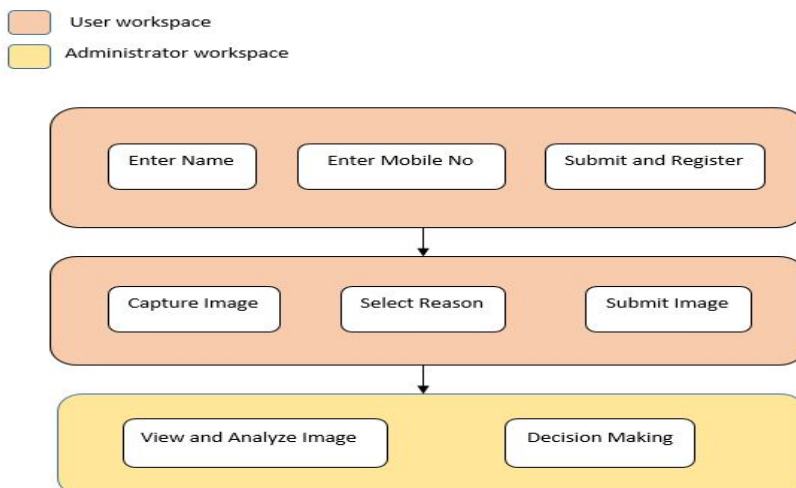 User workspace
Administrator workspace
Enter Name
Enter Mobile No
Submit and Register
Capture Image
Select Reason
Submit Image
View and Analyze Image
Decision Making